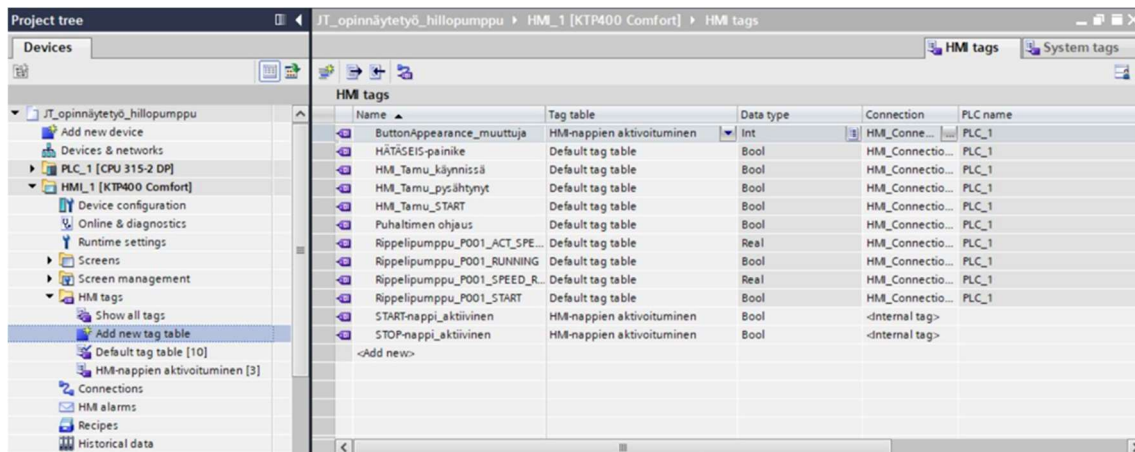 Project tree
JT_opinnäytetyö_hillopumppu ▸ HMI_1 [KTP400 Comfort] ▸ HMI tags
Devices
HMI tags
System tags
HMI tags
JT_opinnäytetyö_hillopumppu
Add new device
Devices & networks
PLC_1 [CPU 315-2 DP]
HMI_1 [KTP400 Comfort]
Device configuration
Online & diagnostics
Runtime settings
Screens
Screen management
HMI tags
Show all tags
Add new tag table
Default tag table [10]
HMI-nappien aktivoituminen [3]
Connections
HMI alarms
Recipes
Historical data
Name Tag table Data type Connection PLC name
ButtonAppearance_muuttuja HMI-nappien aktivoituminen Int HMI_Conne... ... PLC_1
HÄTÄSEIS-painike Default tag table Bool HMI_Connectio... PLC_1
HMI_Tamu_käynnissä Default tag table Bool HMI_Connectio... PLC_1
HMI_Tamu_pysähtynyt Default tag table Bool HMI_Connectio... PLC_1
HMI_Tamu_START Default tag table Bool HMI_Connectio... PLC_1
Puhaltimen ohjaus Default tag table Bool HMI_Connectio... PLC_1
Rippelipumppu_P001_ACT_SPE... Default tag table Real HMI_Connectio... PLC_1
Rippelipumppu_P001_RUNNING Default tag table Bool HMI_Connectio... PLC_1
Rippelipumppu_P001_SPEED_R... Default tag table Real HMI_Connectio... PLC_1
Rippelipumppu_P001_START Default tag table Bool HMI_Connectio... PLC_1
START-nappi_aktiivinen HMI-nappien aktivoituminen Bool <Internal tag>
STOP-nappi_aktiivinen HMI-nappien aktivoituminen Bool <Internal tag>
<Add new>